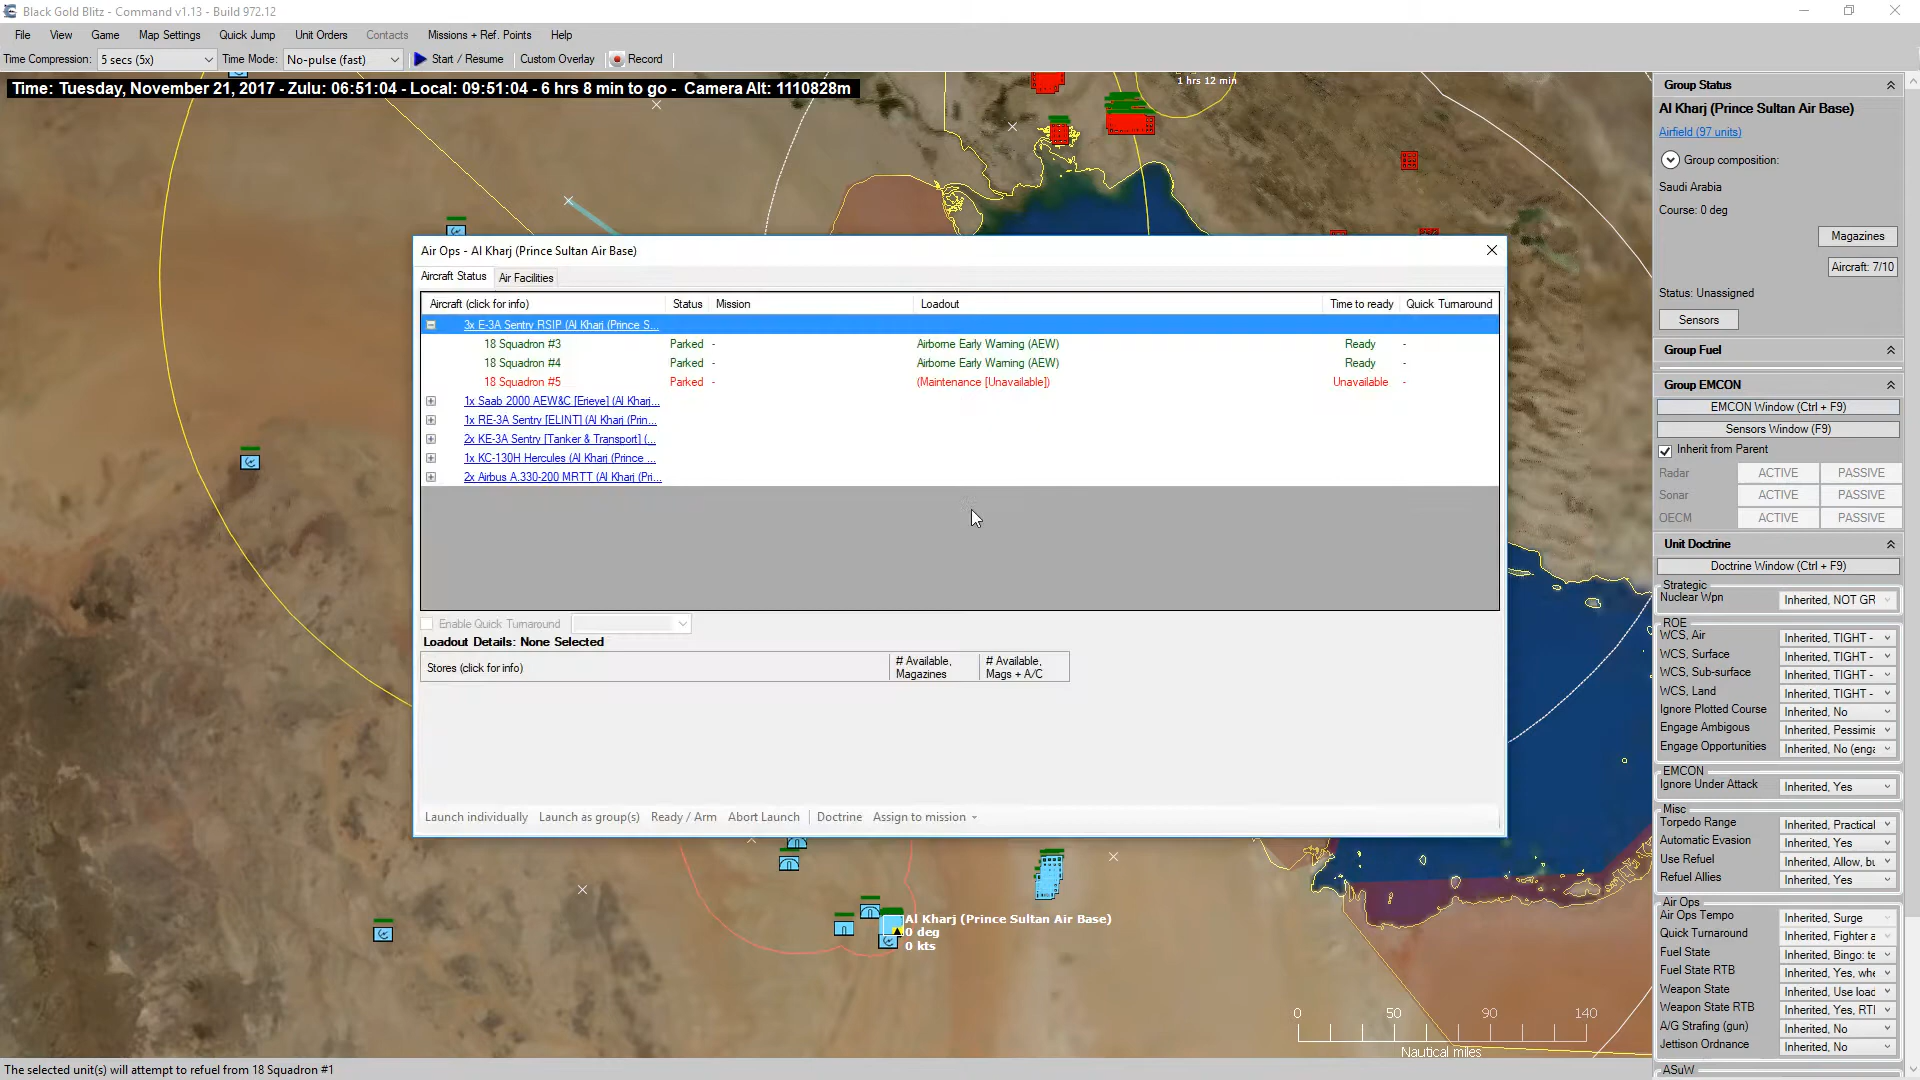 Black Gold Blitz - Command v1.13 - Build 972.12
File View Game Map Settings Quick Jump Unit Orders Contacts Missions + Ref. Points Help
Time Compression: 5 secs (5x) Time Mode: No-pulse (fast) Start / Resume Custom Overlay Record
Time: Tuesday, November 21, 2017 - Zulu: 06:51:04 - Local: 09:51:04 - 6 hrs 8 min to go - Camera Alt: 1110828m
1 hrs 12 min
Air Ops - Al Kharj (Prince Sultan Air Base)
Aircraft Status Air Facilities
Aircraft (click for info) Status Mission Loadout Time to ready Quick Turnaround
3x E-3A Sentry RSIP (Al Kharj (Prince S...
18 Squadron #3 Parked - Airborne Early Warning (AEW) Ready -
18 Squadron #4 Parked - Airborne Early Warning (AEW) Ready -
18 Squadron #5 Parked - (Maintenance [Unavailable]) Unavailable -
1x Saab 2000 AEW&C [Erieye] (Al Kharj...
1x RE-3A Sentry [ELINT] (Al Kharj (Prin...
2x KE-3A Sentry [Tanker & Transport] (...
1x KC-130H Hercules (Al Kharj (Prince ...
2x Airbus A.330-200 MRTT (Al Kharj (Pri...
Enable Quick Turnaround
Loadout Details: None Selected
Stores (click for info) # Available, Magazines # Available, Mags + A/C
Launch individually Launch as group(s) Ready / Arm Abort Launch Doctrine Assign to mission
Al Kharj (Prince Sultan Air Base)
0 deg
0 kts
0 50 90 140
Nautical miles
The selected unit(s) will attempt to refuel from 18 Squadron #1
Group Status
Al Kharj (Prince Sultan Air Base)
Airfield (97 units)
Group composition:
Saudi Arabia
Course: 0 deg
Magazines
Aircraft: 7/10
Status: Unassigned
Sensors
Group Fuel
Group EMCON
EMCON Window (Ctrl + F9)
Sensors Window (F9)
Inherit from Parent
Radar ACTIVE PASSIVE
Sonar ACTIVE PASSIVE
OECM ACTIVE PASSIVE
Unit Doctrine
Doctrine Window (Ctrl + F9)
Strategic
Nuclear Wpn Inherited, NOT GR
ROE
WCS, Air Inherited, TIGHT -
WCS, Surface Inherited, TIGHT -
WCS, Sub-surface Inherited, TIGHT -
WCS, Land Inherited, TIGHT -
Ignore Plotted Course Inherited, No
Engage Ambigous Inherited, Pessimis
Engage Opportunities Inherited, No (enga
EMCON
Ignore Under Attack Inherited, Yes
Misc
Torpedo Range Inherited, Practical
Automatic Evasion Inherited, Yes
Use Refuel Inherited, Allow, bu
Refuel Allies Inherited, Yes
Air Ops
Air Ops Tempo Inherited, Surge
Quick Turnaround Inherited, Fighter a
Fuel State Inherited, Bingo: te
Fuel State RTB Inherited, Yes, whe
Weapon State Inherited, Use load
Weapon State RTB Inherited, Yes, RTI
A/G Strafing (gun) Inherited, No
Jettison Ordnance Inherited, No
ASuW